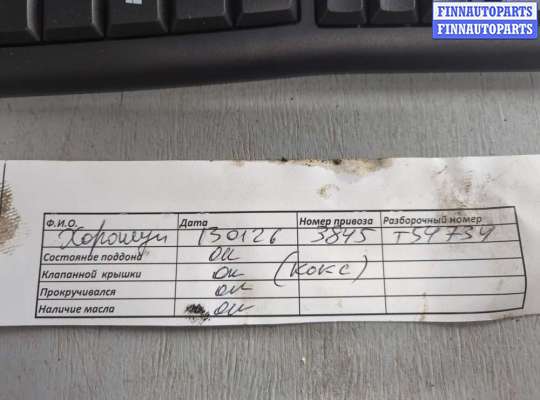 FINNAUTOPARTS
FINNAUTOPARTS
Ф.И.О. Дата Номер привоза Разборочный номер
130126 3845 Т54734
Состояние поддона ок
Клапанной крышки ок (кокс)
Прокручивался ок
Наличие масла ок